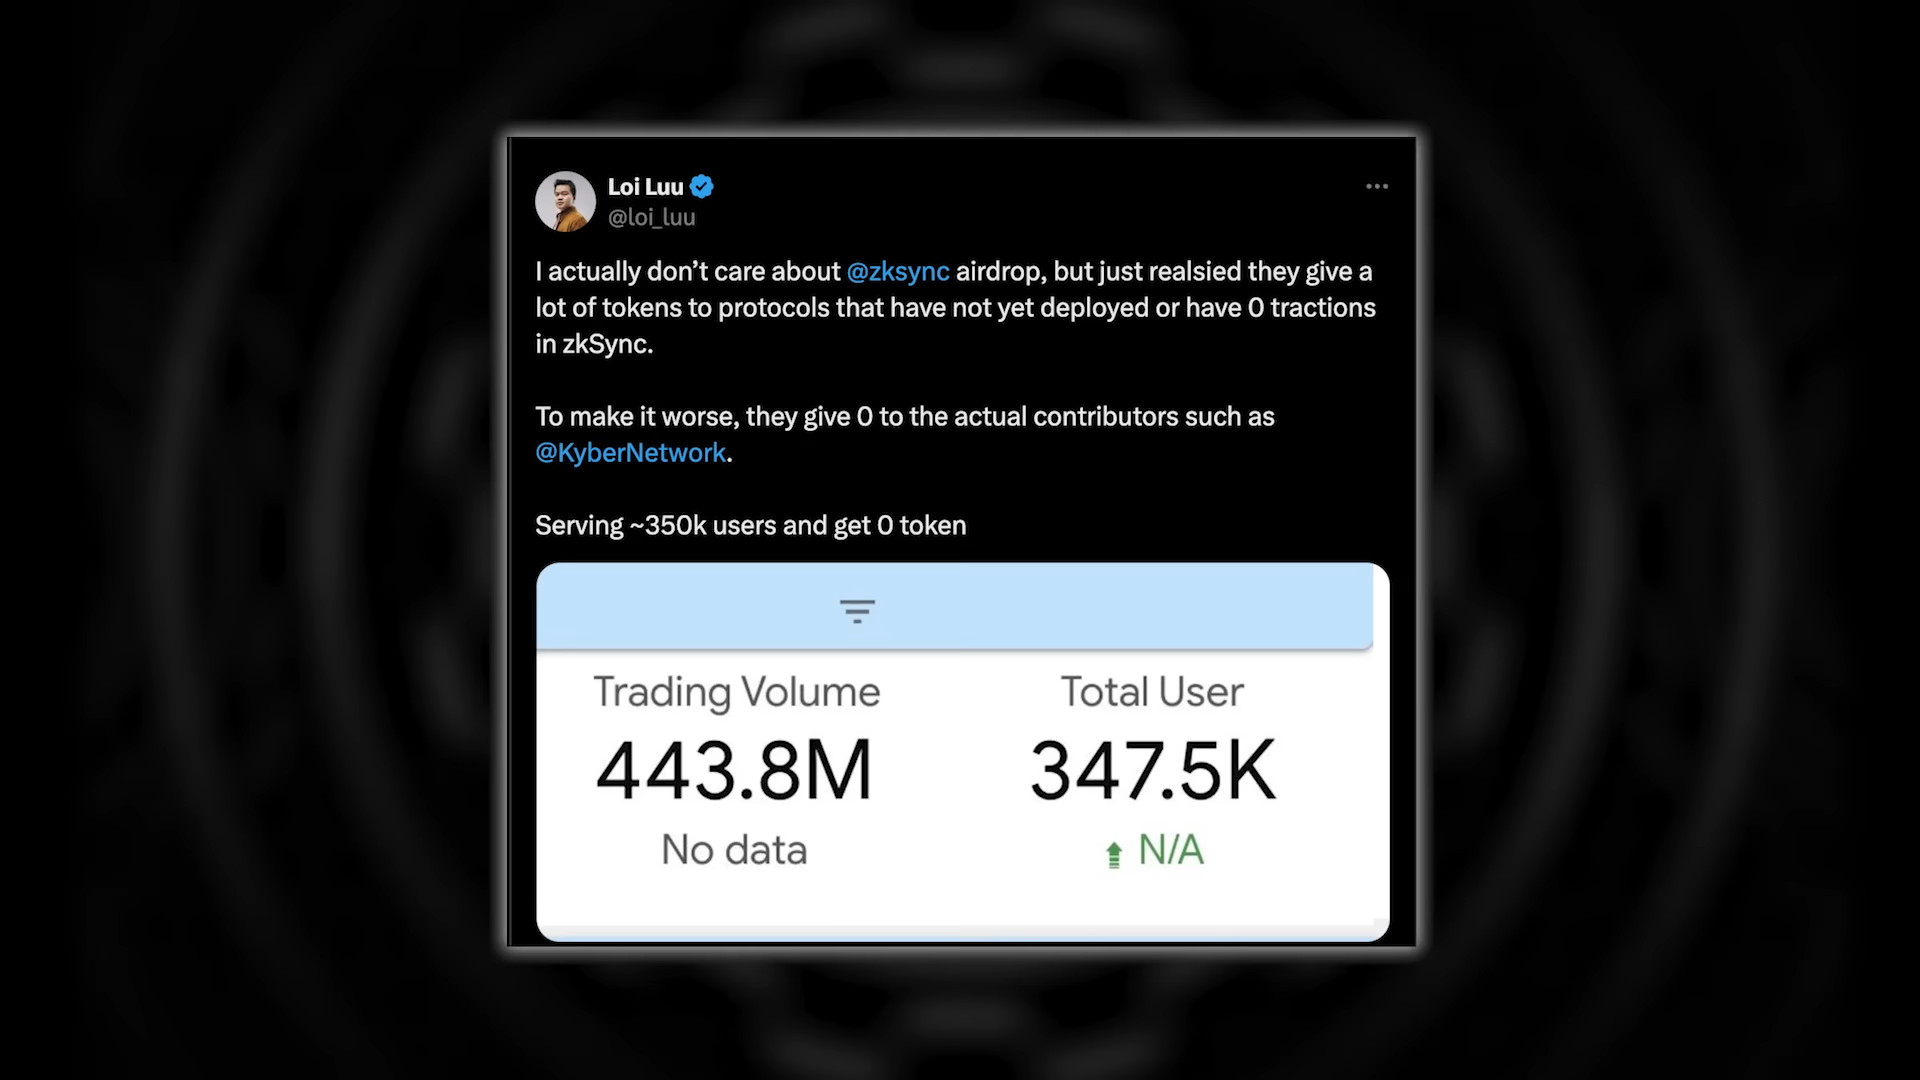 Loi Luu
@loi_luu
I actually don’t care about @zksync airdrop, but just realsied they give a
lot of tokens to protocols that have not yet deployed or have 0 tractions
in zkSync.
To make it worse, they give 0 to the actual contributors such as
@KyberNetwork.
Serving ~350k users and get 0 token
Trading Volume
Total User
443.8M
347.5K
No data
N/A